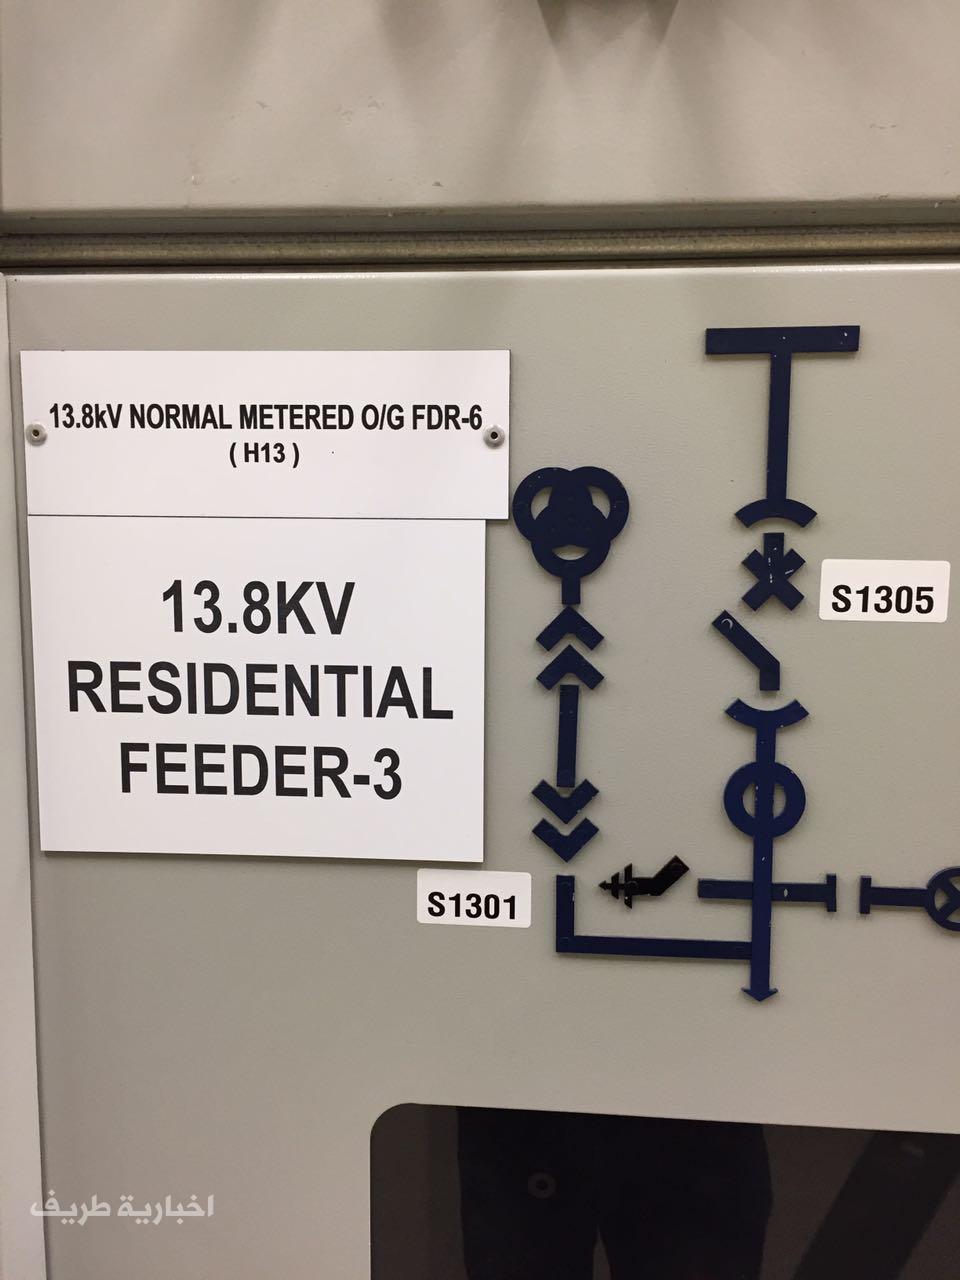 13.8kV NORMAL METERED O/G FDR-6
( H13 )
13.8KV
RESIDENTIAL
FEEDER-3
S1305
S1301
اخبارية طريف